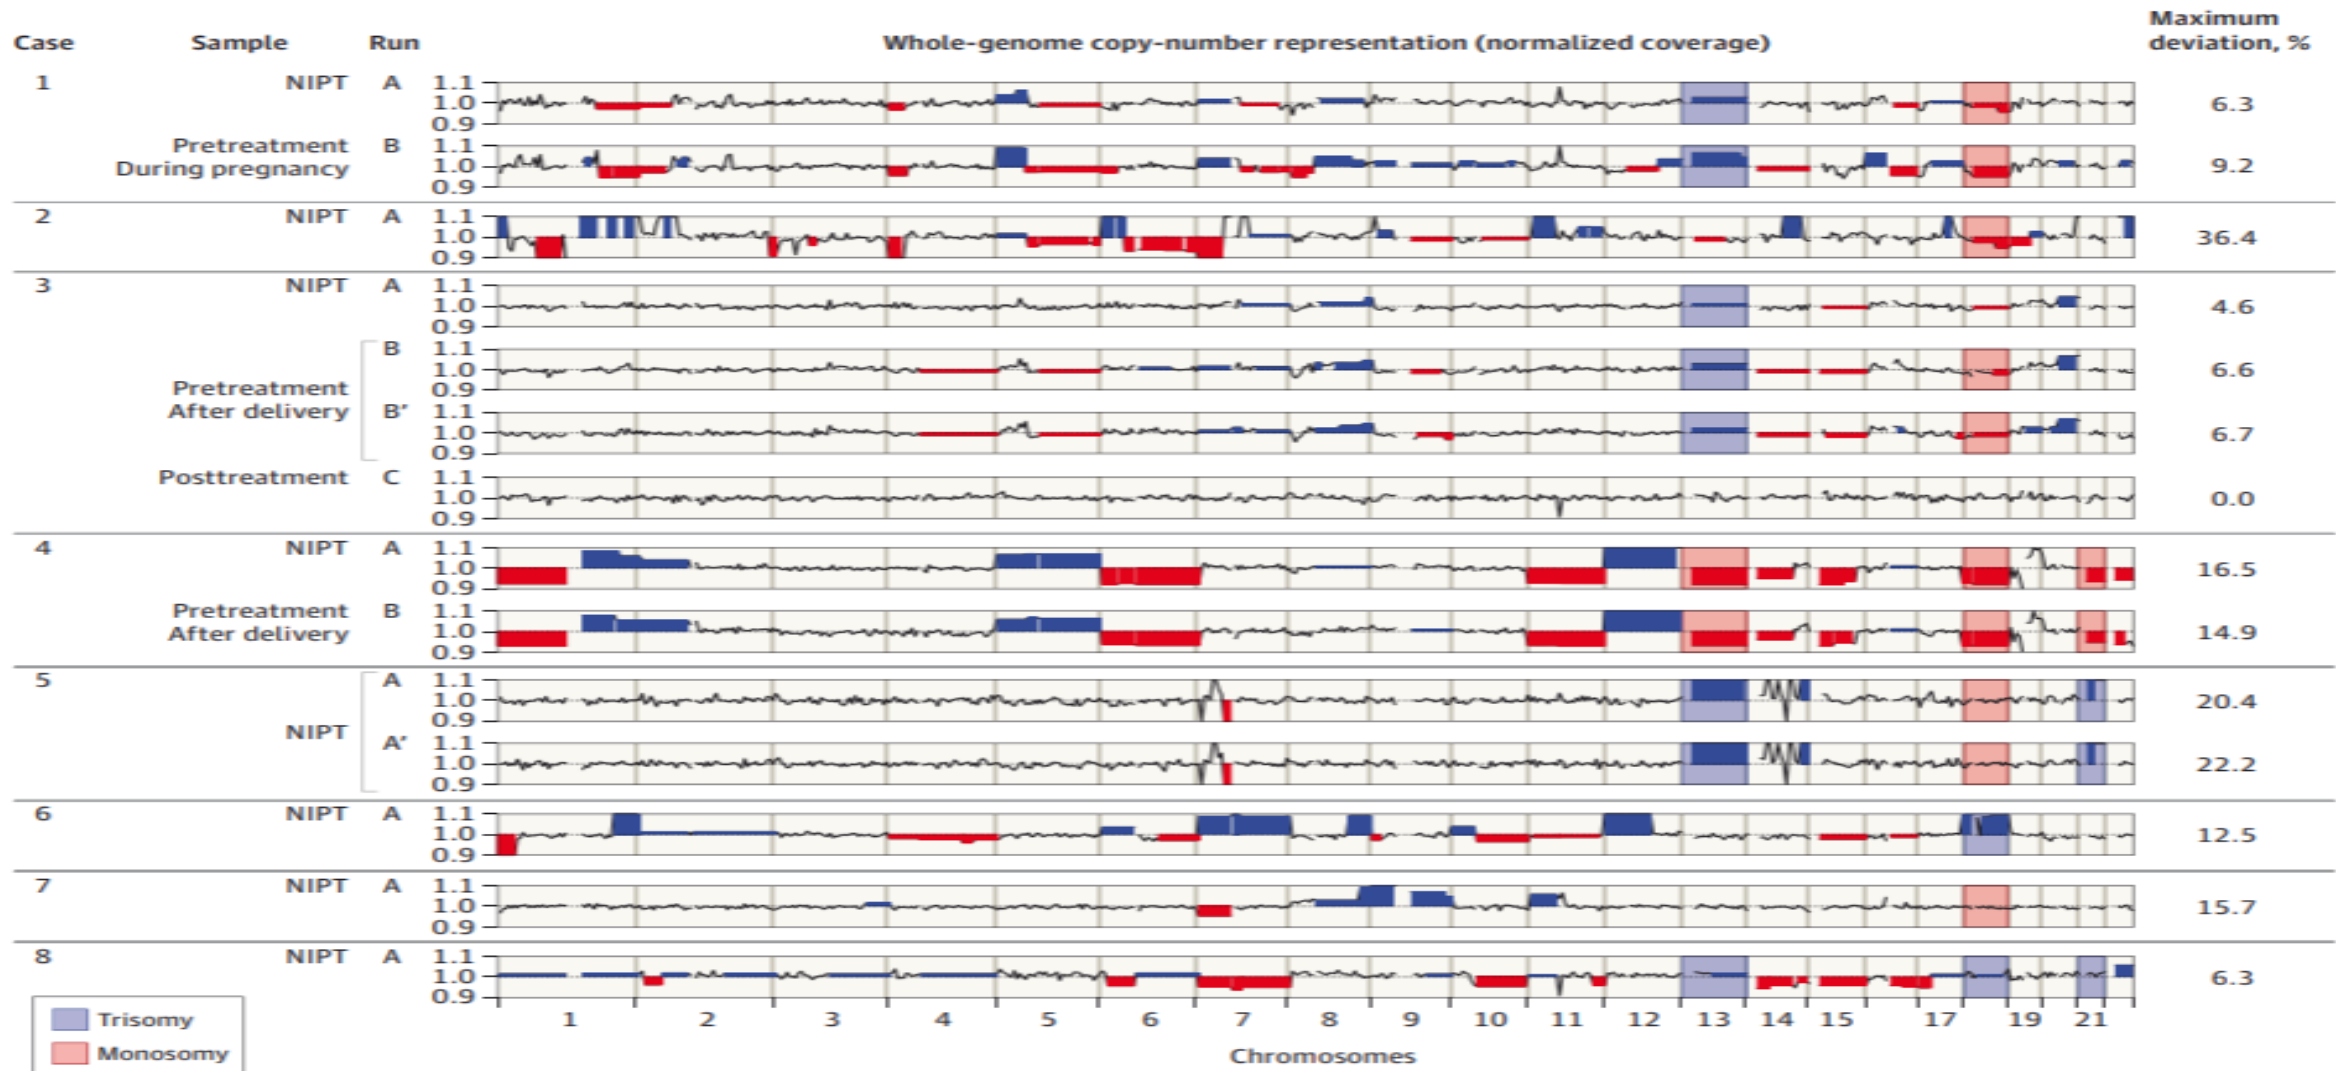 Case Sample Run Whole-genome copy-number representation (normalized coverage) Maximum deviation, %
1 NIPT A 1.1 1.0 0.9 6.3
Pretreatment During pregnancy B 1.1 1.0 0.9 9.2
2 NIPT A 1.1 1.0 0.9 36.4
3 NIPT A 1.1 1.0 0.9 4.6
Pretreatment After delivery B 1.1 1.0 0.9 6.6
B′ 1.1 1.0 0.9 6.7
Posttreatment C 1.1 1.0 0.9 0.0
4 NIPT A 1.1 1.0 0.9 16.5
Pretreatment After delivery B 1.1 1.0 0.9 14.9
5 NIPT A 1.1 1.0 0.9 20.4
A′ 1.1 1.0 0.9 22.2
6 NIPT A 1.1 1.0 0.9 12.5
7 NIPT A 1.1 1.0 0.9 15.7
8 NIPT A 1.1 1.0 0.9 6.3
1 2 3 4 5 6 7 8 9 10 11 12 13 14 15 17 19 21
Chromosomes
Trisomy
Monosomy